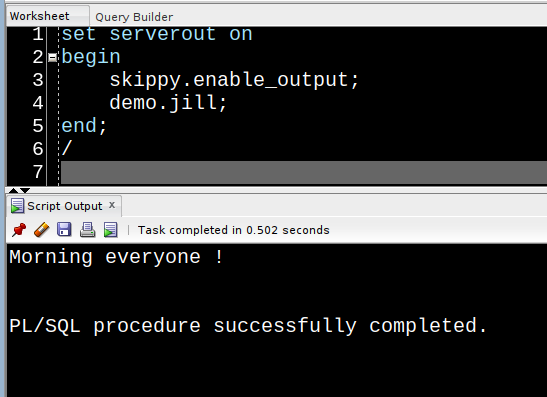 Worksheet Query Builder
1 set serverout on
2 begin
3 skippy.enable_output;
4 demo.jill;
5 end;
6 /
7
Script Output x
Task completed in 0.502 seconds
Morning everyone !
PL/SQL procedure successfully completed.